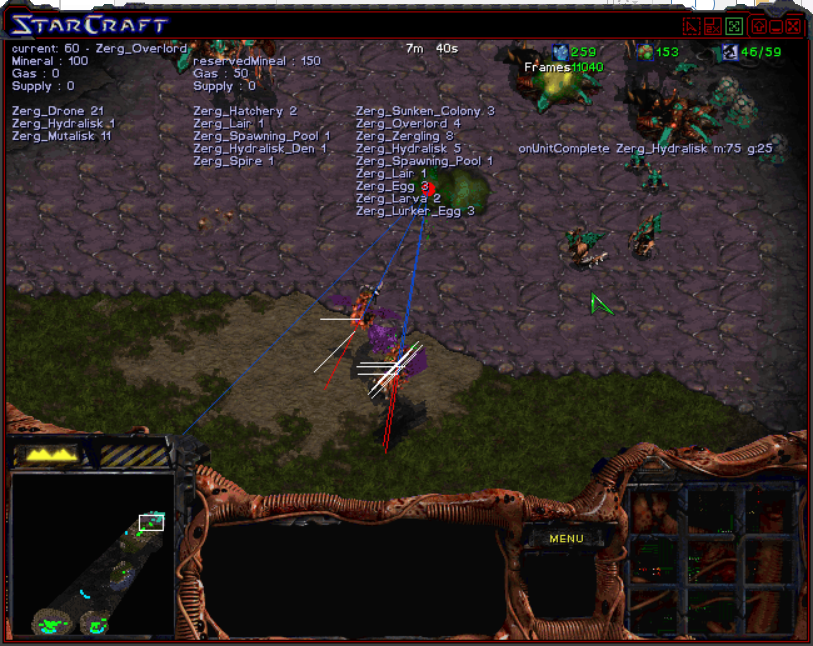 STARCRAFT
current: 60 - Zerg_Overlord
7m 40s
259
153
46/59
Mineral : 100
reservedMineal : 150
Gas : 0
Gas : 50
Frames11040
Supply : 0
Supply : 0
Zerg_Drone 21
Zerg_Hatchery 2
Zerg_Sunken_Colony 3
Zerg_Hydralisk 1
Zerg_Lair 1
Zerg_Overlord 4
Zerg_Mutalisk 11
Zerg_Spawning_Pool 1
Zerg_Zergling 8
Zerg_Hydralisk_Den 1
Zerg_Hydralisk 5
onUnitComplete Zerg_Hydralisk m:75 g:25
Zerg_Spire 1
Zerg_Spawning_Pool 1
Zerg_Lair 1
Zerg_Egg 3
Zerg_Larva 2
Zerg_Lurker_Egg 3
MENU